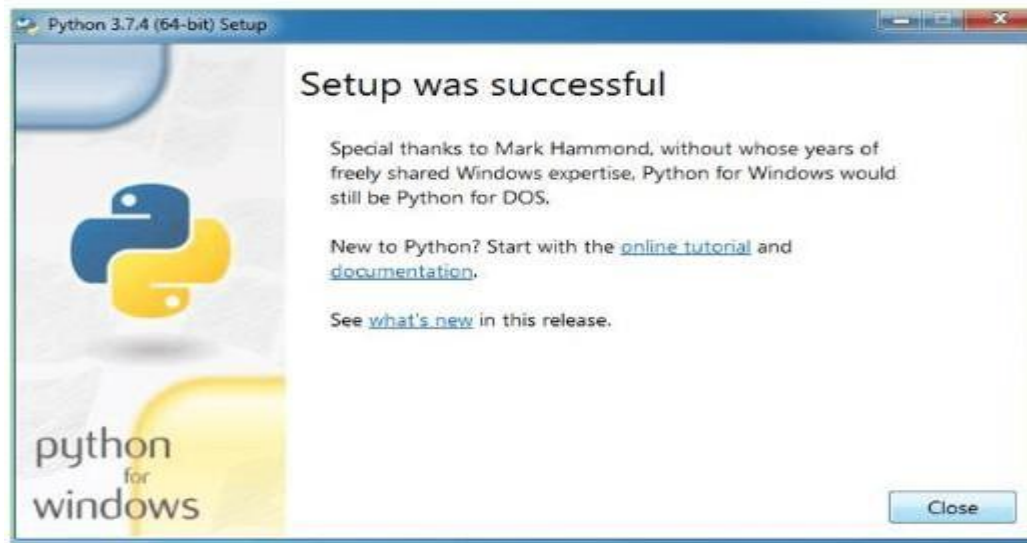 Python 3.7.4 (64-bit) Setup
Setup was successful
Special thanks to Mark Hammond, without whose years of
freely shared Windows expertise, Python for Windows would
still be Python for DOS.
New to Python? Start with the online tutorial and
documentation.
See what's new in this release.
python
for
windows
Close